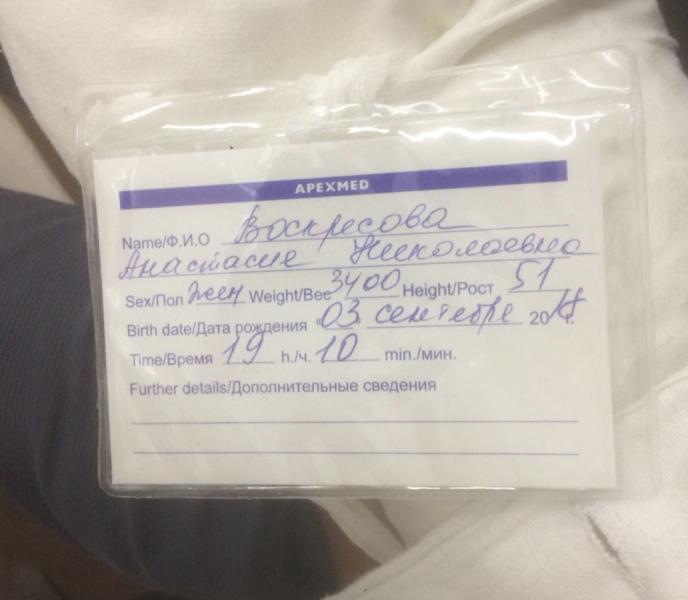 APEXMED
Name/Ф.И.О Воскресова
Анастасия Николаевна
Sex/Пол жен Weight/Вес 3400 Height/Рост 51
Birth date/Дата рождения "03" сентября 2018г.
Time/Время 19 h./ч. 10 min./мин.
Further details/Дополнительные сведения